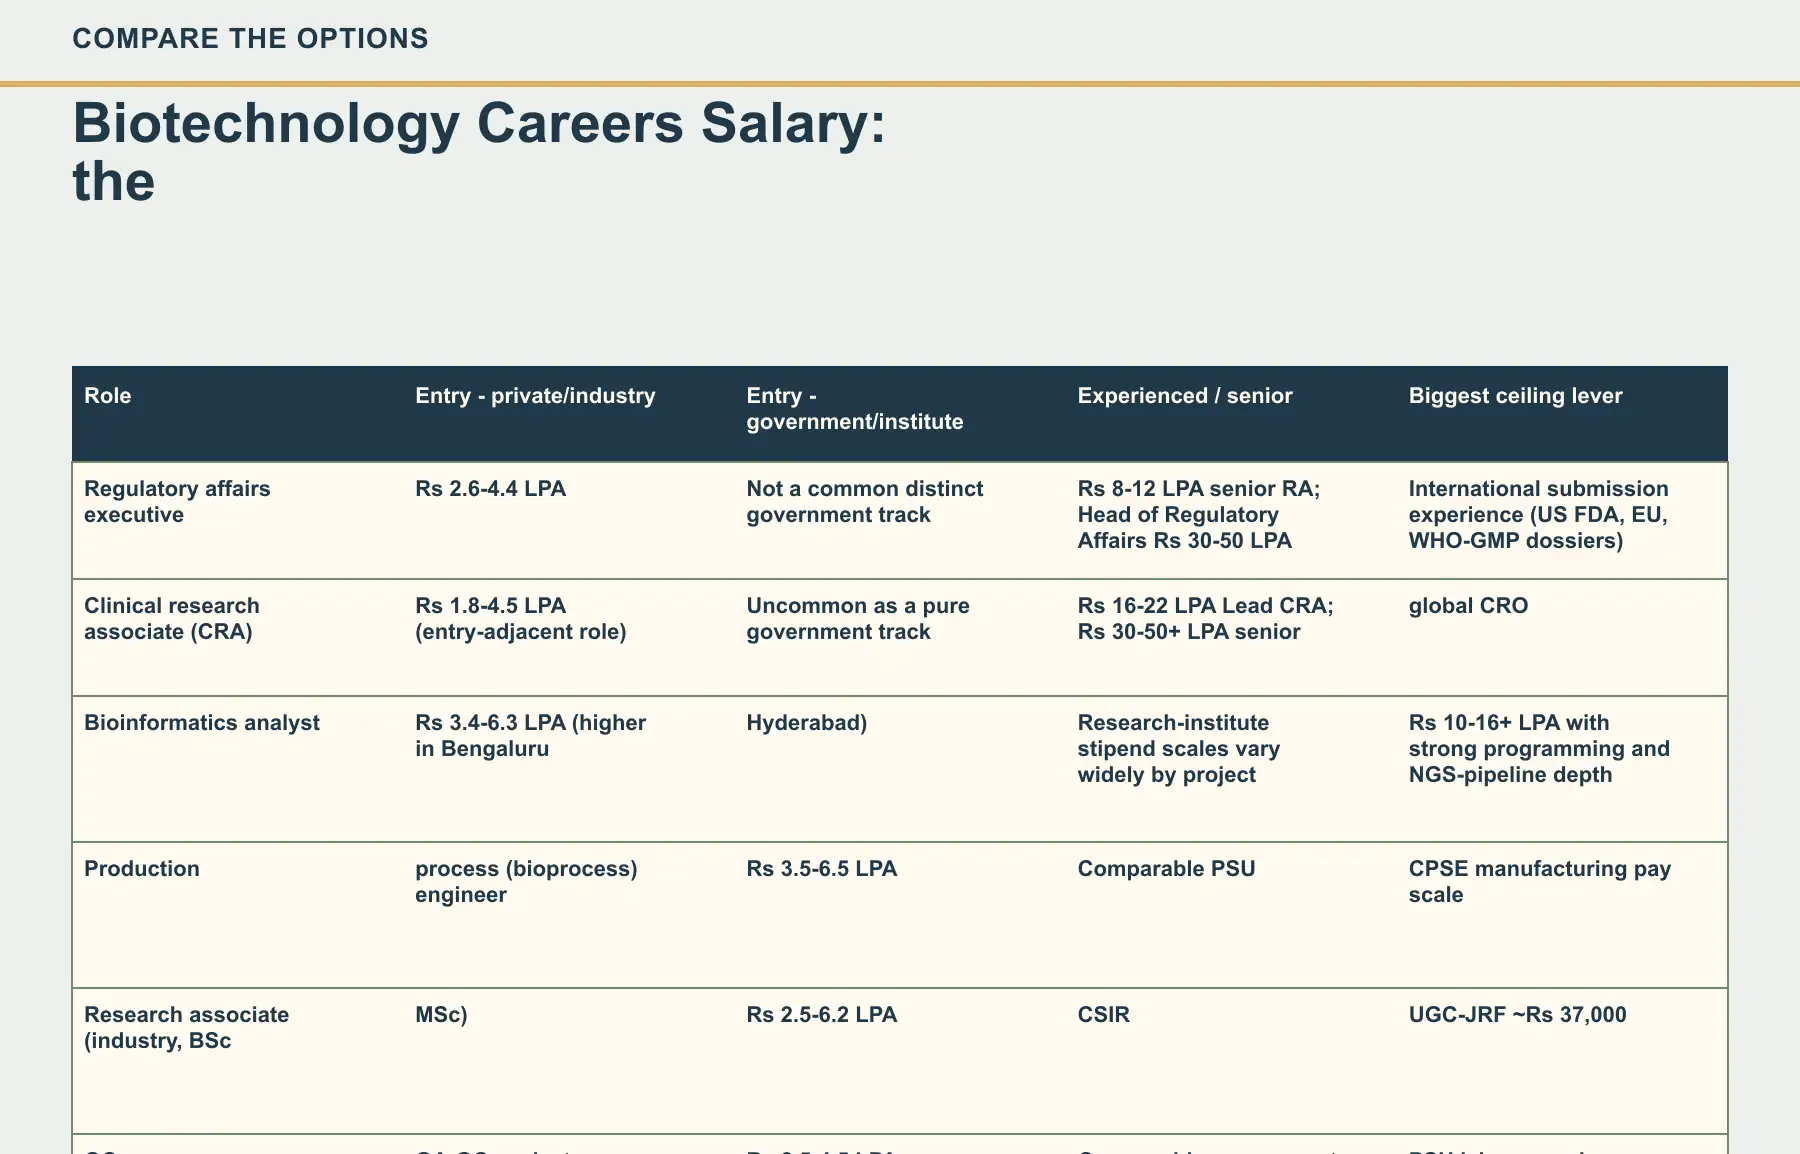 COMPARE THE OPTIONS
Biotechnology Careers Salary:
the
Role
Entry - private/industry
Entry -
government/institute
Experienced / senior
Biggest ceiling lever
Regulatory affairs
executive
Rs 2.6-4.4 LPA
Not a common distinct
government track
Rs 8-12 LPA senior RA;
Head of Regulatory
Affairs Rs 30-50 LPA
International submission
experience (US FDA, EU,
WHO-GMP dossiers)
Clinical research
associate (CRA)
Rs 1.8-4.5 LPA
(entry-adjacent role)
Uncommon as a pure
government track
Rs 16-22 LPA Lead CRA;
Rs 30-50+ LPA senior
global CRO
Bioinformatics analyst
Rs 3.4-6.3 LPA (higher
in Bengaluru
Hyderabad)
Research-institute
stipend scales vary
widely by project
Rs 10-16+ LPA with
strong programming and
NGS-pipeline depth
Production
process (bioprocess)
engineer
Rs 3.5-6.5 LPA
Comparable PSU
CPSE manufacturing pay
scale
Research associate
(industry, BSc
MSc)
Rs 2.5-6.2 LPA
CSIR
UGC-JRF ~Rs 37,000